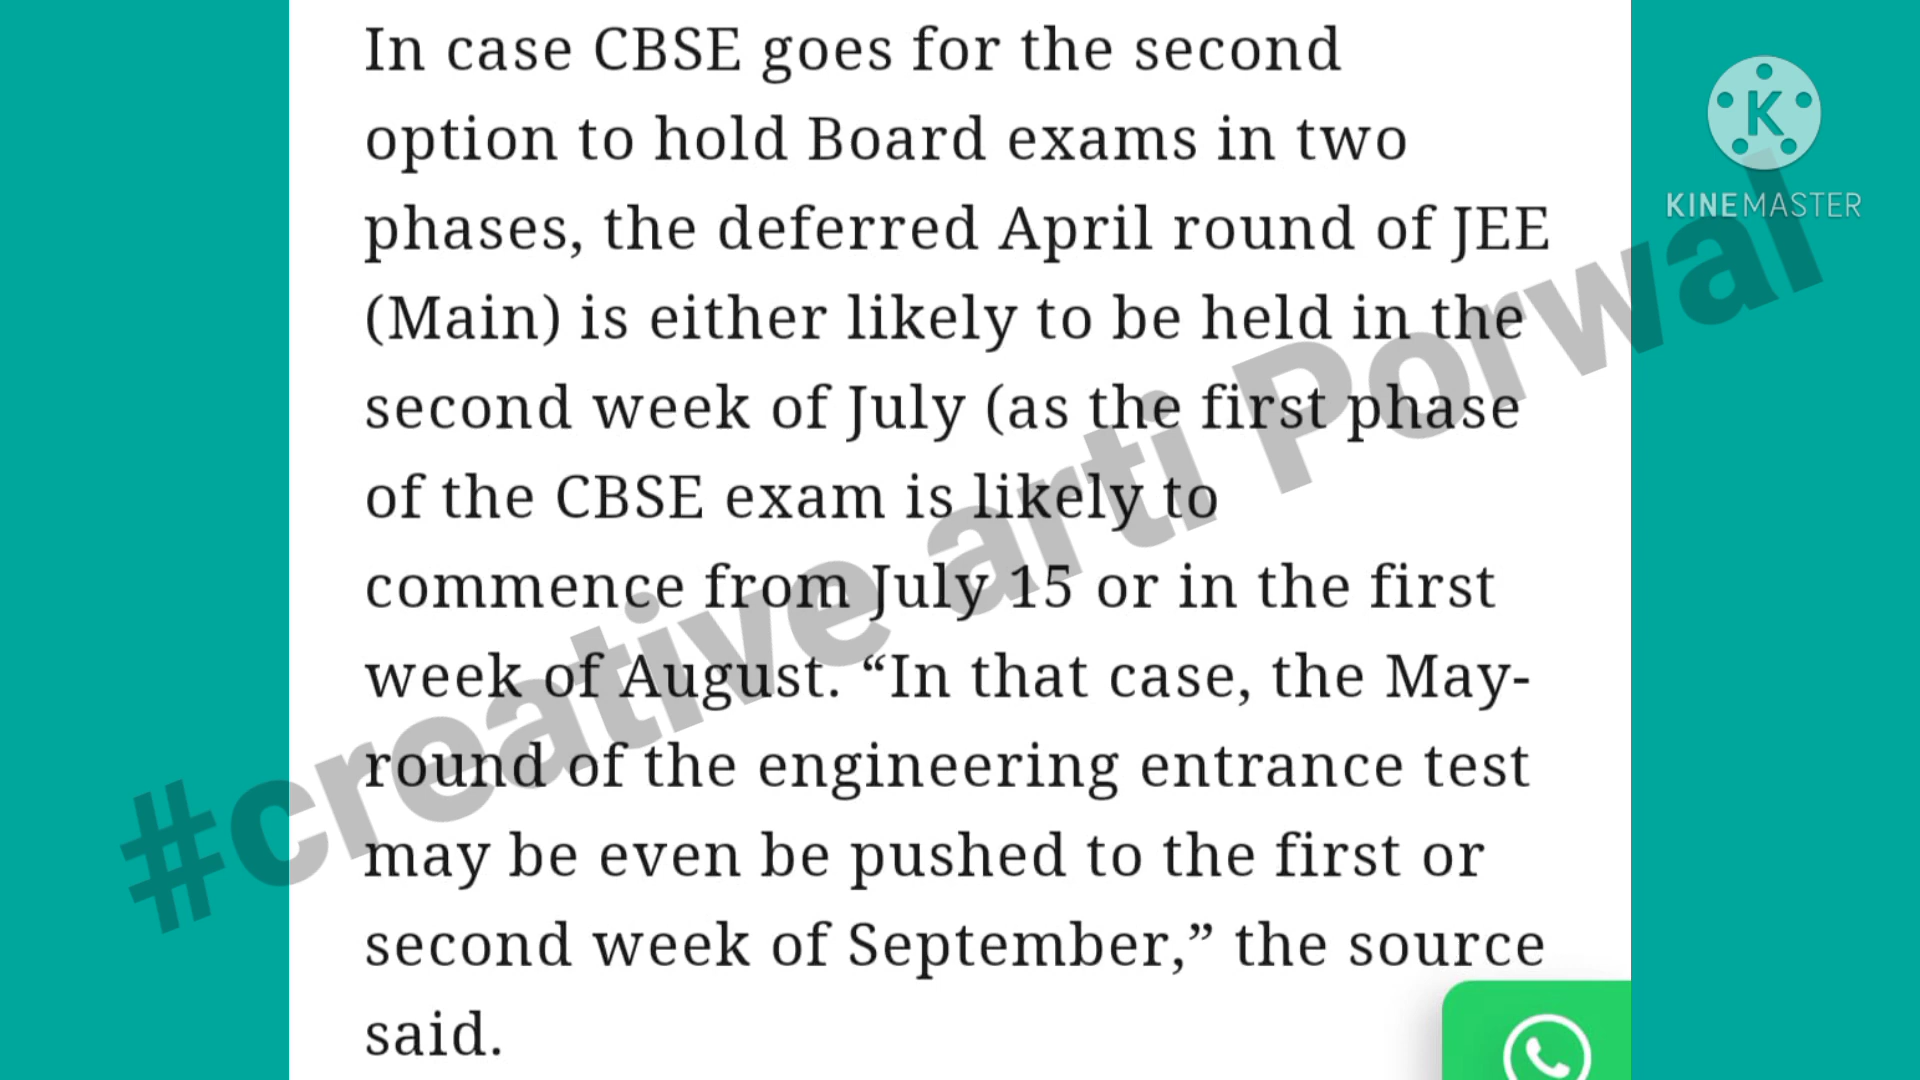 In case CBSE goes for the second
option to hold Board exams in two
phases, the deferred April round of JEE
(Main) is either likely to be held in the
second week of July (as the first phase
of the CBSE exam is likely to
commence from July 15 or in the first
week of August. “In that case, the May-
round of the engineering entrance test
may be even be pushed to the first or
second week of September,” the source
said.
K
KINEMASTER
#creative arti Porwal